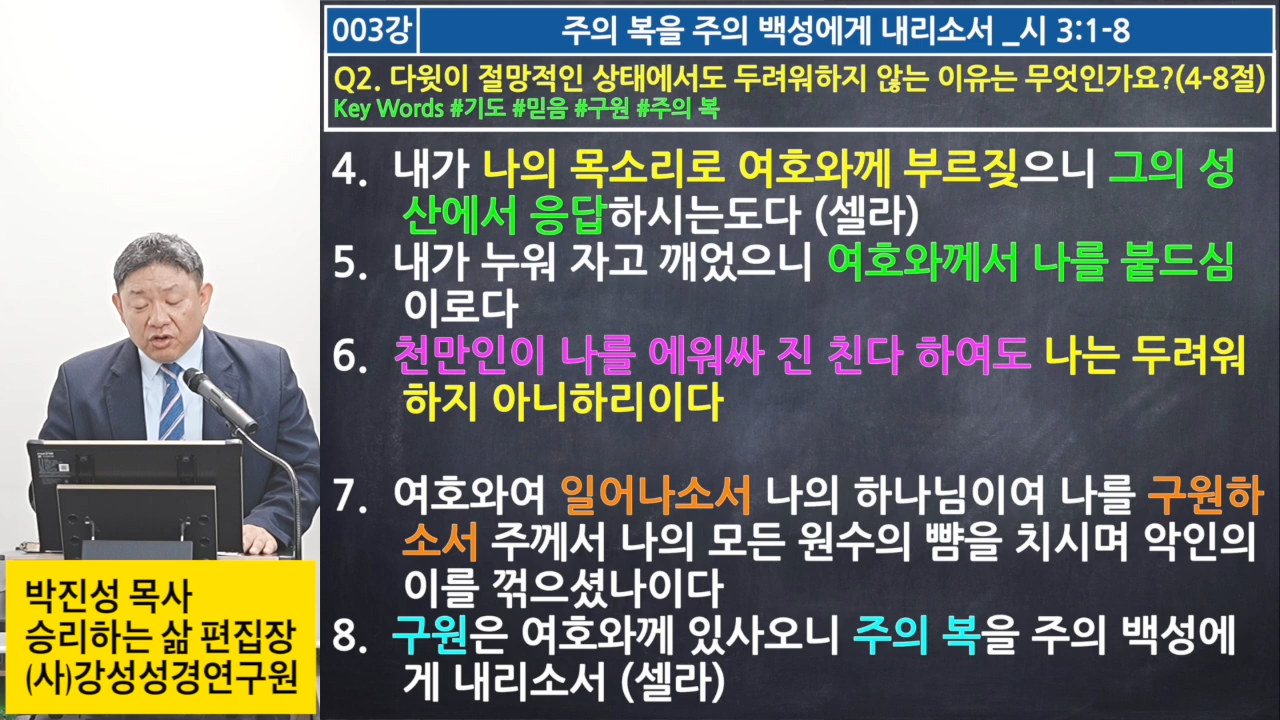 003강 주의 복을 주의 백성에게 내리소서 _시 3:1-8
Q2. 다윗이 절망적인 상태에서도 두려워하지 않는 이유는 무엇인가요?(4-8절)
Key Words #기도 #믿음 #구원 #주의 복
4. 내가 나의 목소리로 여호와께 부르짖으니 그의 성
산에서 응답하시는도다 (셀라)
5. 내가 누워 자고 깨었으니 여호와께서 나를 붙드심
이로다
6. 천만인이 나를 에워싸 진 친다 하여도 나는 두려워
하지 아니하리이다
7. 여호와여 일어나소서 나의 하나님이여 나를 구원하
소서 주께서 나의 모든 원수의 뺨을 치시며 악인의
이를 꺾으셨나이다
8. 구원은 여호와께 있사오니 주의 복을 주의 백성에
게 내리소서 (셀라)
박진성 목사
승리하는 삶 편집장
(사)강성성경연구원